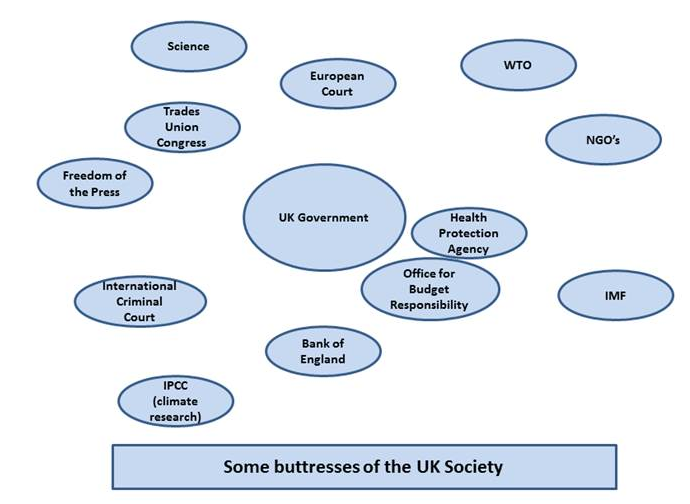 Science
European
Court
WTO
Trades
Union
Congress
NGO's
Freedom of
the Press
UK Government
Health
Protection
Agency
Office for
Budget
Responsibility
International
Criminal
Court
IMF
Bank of
England
IPCC
(climate
research)
Some buttresses of the UK Society